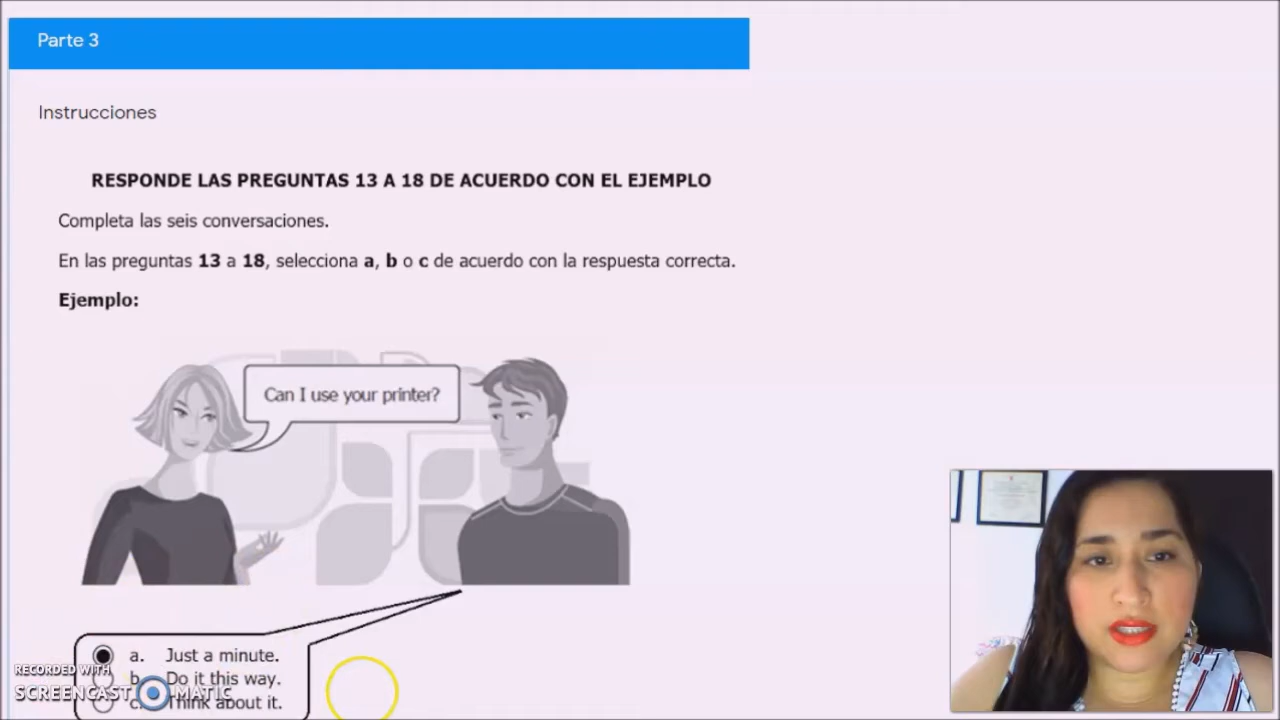 Parte 3
Instrucciones
RESPONDE LAS PREGUNTAS 13 A 18 DE ACUERDO CON EL EJEMPLO
Completa las seis conversaciones.
En las preguntas 13 a 18, selecciona a, b o c de acuerdo con la respuesta correcta.
Ejemplo:
Can I use your printer?
a. Just a minute.
b. Do it this way.
c. Think about it.
RECORDED WITH
SCREENCAST MATIC